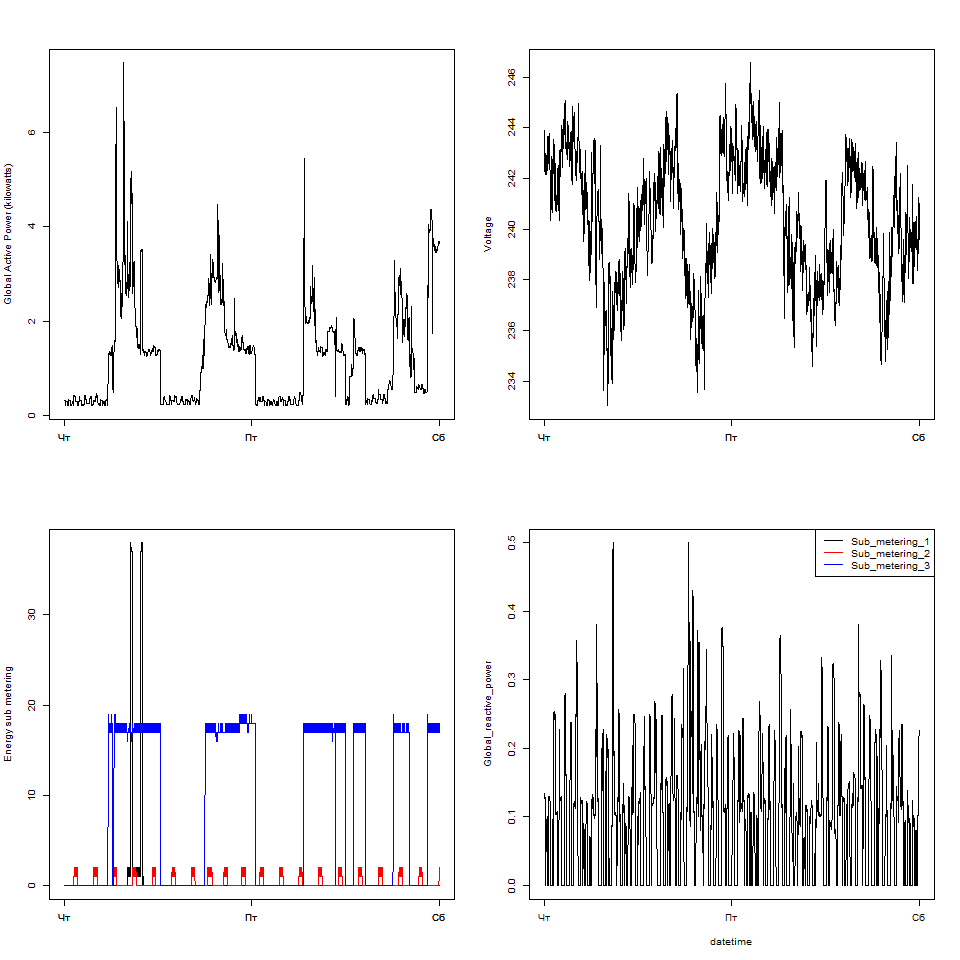 Global Active Power (kilowatts)
0
2
4
6
Чт
Пт
Сб
Voltage
234
236
238
240
242
244
246
Чт
Пт
Сб
Energy sub metering
0
10
20
30
Чт
Пт
Сб
Global_reactive_power
0.0
0.1
0.2
0.3
0.4
0.5
Sub_metering_1
Sub_metering_2
Sub_metering_3
Чт
Пт
Сб
datetime